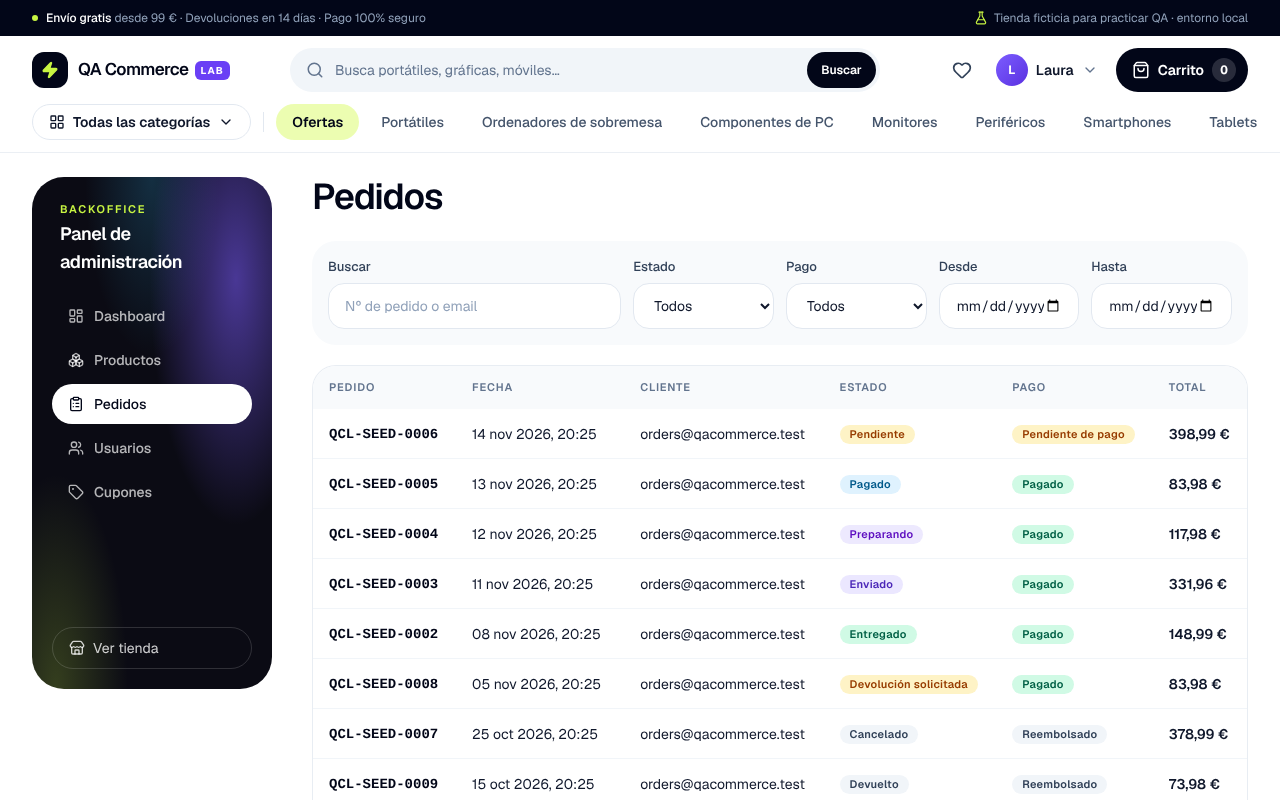 Envío gratis desde 99 € · Devoluciones en 14 días · Pago 100% seguro
Tienda ficticia para practicar QA · entorno local
QA Commerce LAB
Busca portátiles, gráficas, móviles...
Buscar
L Laura
Carrito 0
Todas las categorías
Ofertas
Portátiles
Ordenadores de sobremesa
Componentes de PC
Monitores
Periféricos
Smartphones
Tablets
BACKOFFICE
Panel de
administración
Dashboard
Productos
Pedidos
Usuarios
Cupones
Ver tienda
Pedidos
Buscar Estado Pago Desde Hasta
Nº de pedido o email Todos Todos mm/dd/yyyy mm/dd/yyyy
PEDIDO FECHA CLIENTE ESTADO PAGO TOTAL
QCL-SEED-0006 14 nov 2026, 20:25 orders@qacommerce.test Pendiente Pendiente de pago 398,99 €
QCL-SEED-0005 13 nov 2026, 20:25 orders@qacommerce.test Pagado Pagado 83,98 €
QCL-SEED-0004 12 nov 2026, 20:25 orders@qacommerce.test Preparando Pagado 117,98 €
QCL-SEED-0003 11 nov 2026, 20:25 orders@qacommerce.test Enviado Pagado 331,96 €
QCL-SEED-0002 08 nov 2026, 20:25 orders@qacommerce.test Entregado Pagado 148,99 €
QCL-SEED-0008 05 nov 2026, 20:25 orders@qacommerce.test Devolución solicitada Pagado 83,98 €
QCL-SEED-0007 25 oct 2026, 20:25 orders@qacommerce.test Cancelado Reembolsado 378,99 €
QCL-SEED-0009 15 oct 2026, 20:25 orders@qacommerce.test Devuelto Reembolsado 73,98 €